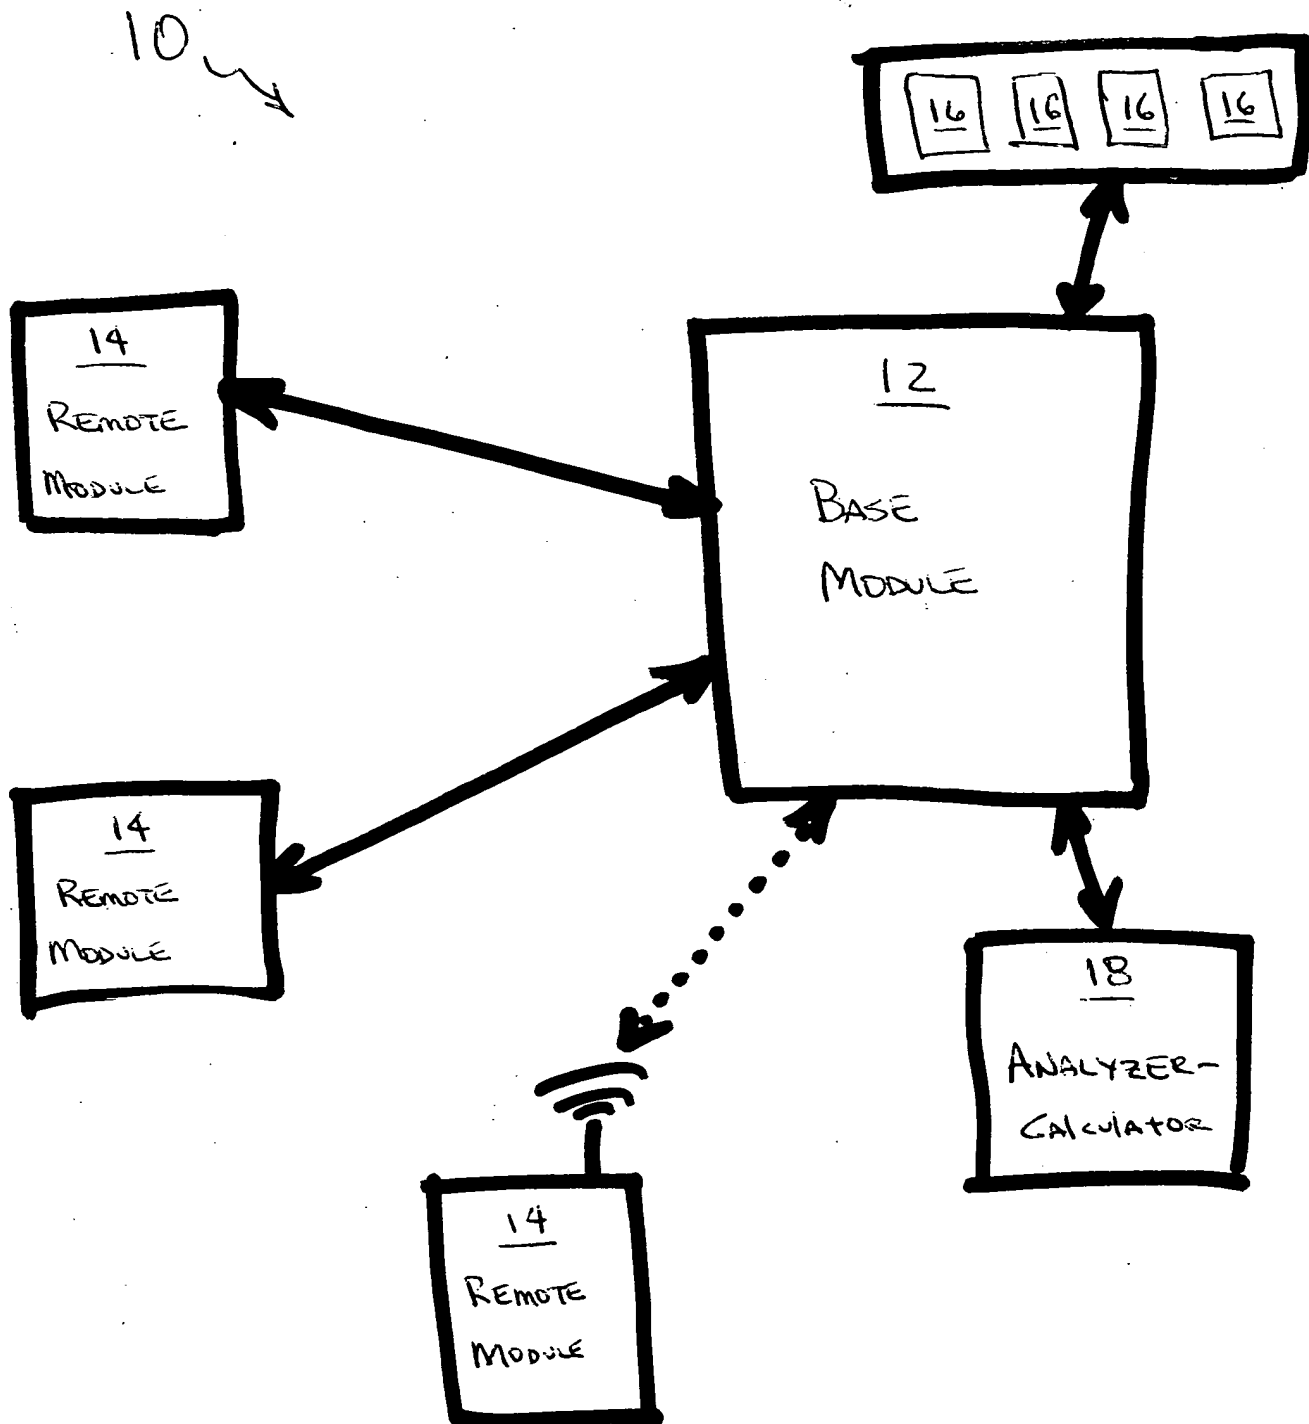 10
16 16 16 16
14
REMOTE
MODULE
12
BASE
MODULE
14
REMOTE
MODULE
18
ANALYZER-
CALCULATOR
14
REMOTE
MODULE